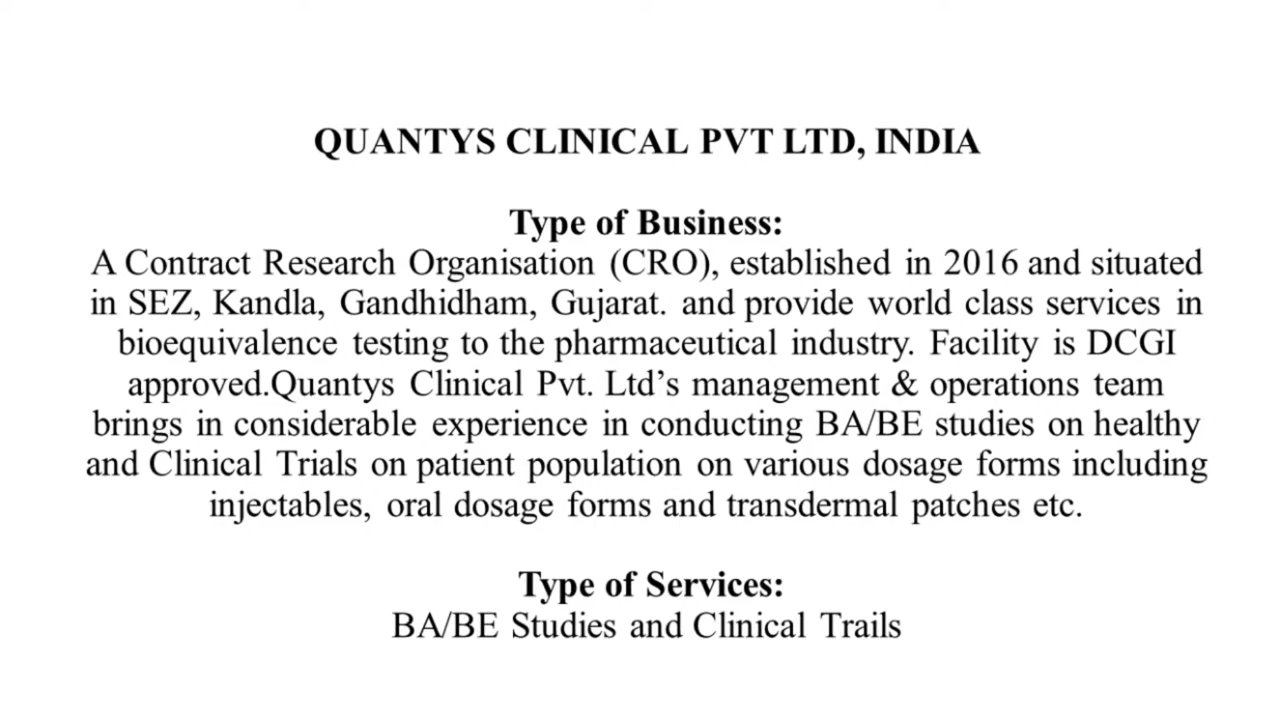 QUANTYS CLINICAL PVT LTD, INDIA
Type of Business:
A Contract Research Organisation (CRO), established in 2016 and situated
in SEZ, Kandla, Gandhidham, Gujarat. and provide world class services in
bioequivalence testing to the pharmaceutical industry. Facility is DCGI
approved.Quantys Clinical Pvt. Ltd’s management & operations team
brings in considerable experience in conducting BA/BE studies on healthy
and Clinical Trials on patient population on various dosage forms including
injectables, oral dosage forms and transdermal patches etc.
Type of Services:
BA/BE Studies and Clinical Trails